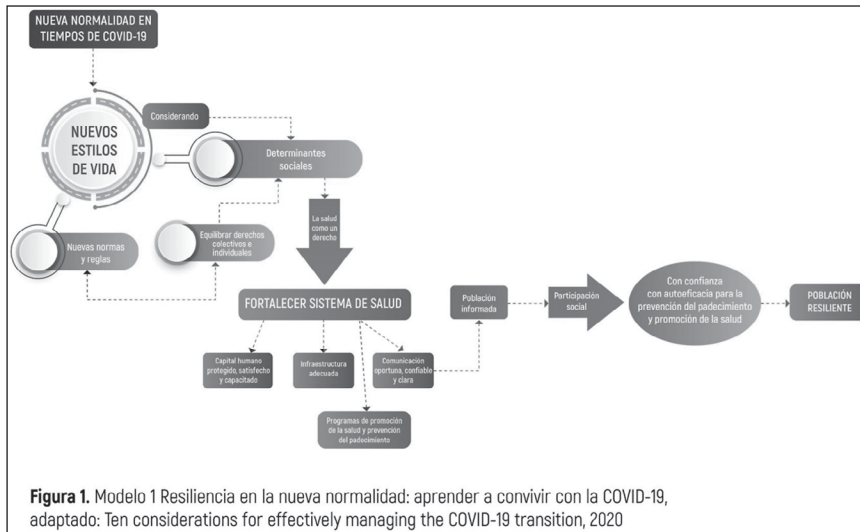 NUEVA NORMALIDAD EN
TIEMPOS DE COVID-19
NUEVOS
ESTILOS
DE VIDA
Considerando
Determinantes
sociales
Nuevas normas
y reglas
Equilibrar derechos
colectivos e
individuales
La salud
como un
derecho
FORTALECER SISTEMA DE SALUD
Capital humano
protegido, satisfecho
y capacitado
Infraestructura
adecuada
Comunicación
oportuna, confiable
y clara
Programas de promoción
de la salud y prevención
del padecimiento
Población
informada
Participación
social
Con confianza
con autoeficacia para la
prevención del padecimiento
y promoción de la salud
POBLACIÓN
RESILIENTE
Figura 1. Modelo 1 Resiliencia en la nueva normalidad: aprender a convivir con la COVID-19,
adaptado: Ten considerations for effectively managing the COVID-19 transition, 2020